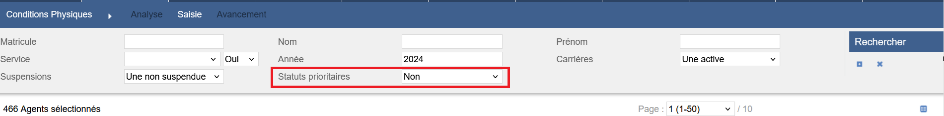 Conditions Physiques Analyse Saisie Avancement
Matricule Nom Prénom Rechercher
Service Oui Année 2024 Carrières Une active
Suspensions Une non suspendue Statuts prioritaires Non
466 Agents sélectionnés Page : 1 (1-50) / 10